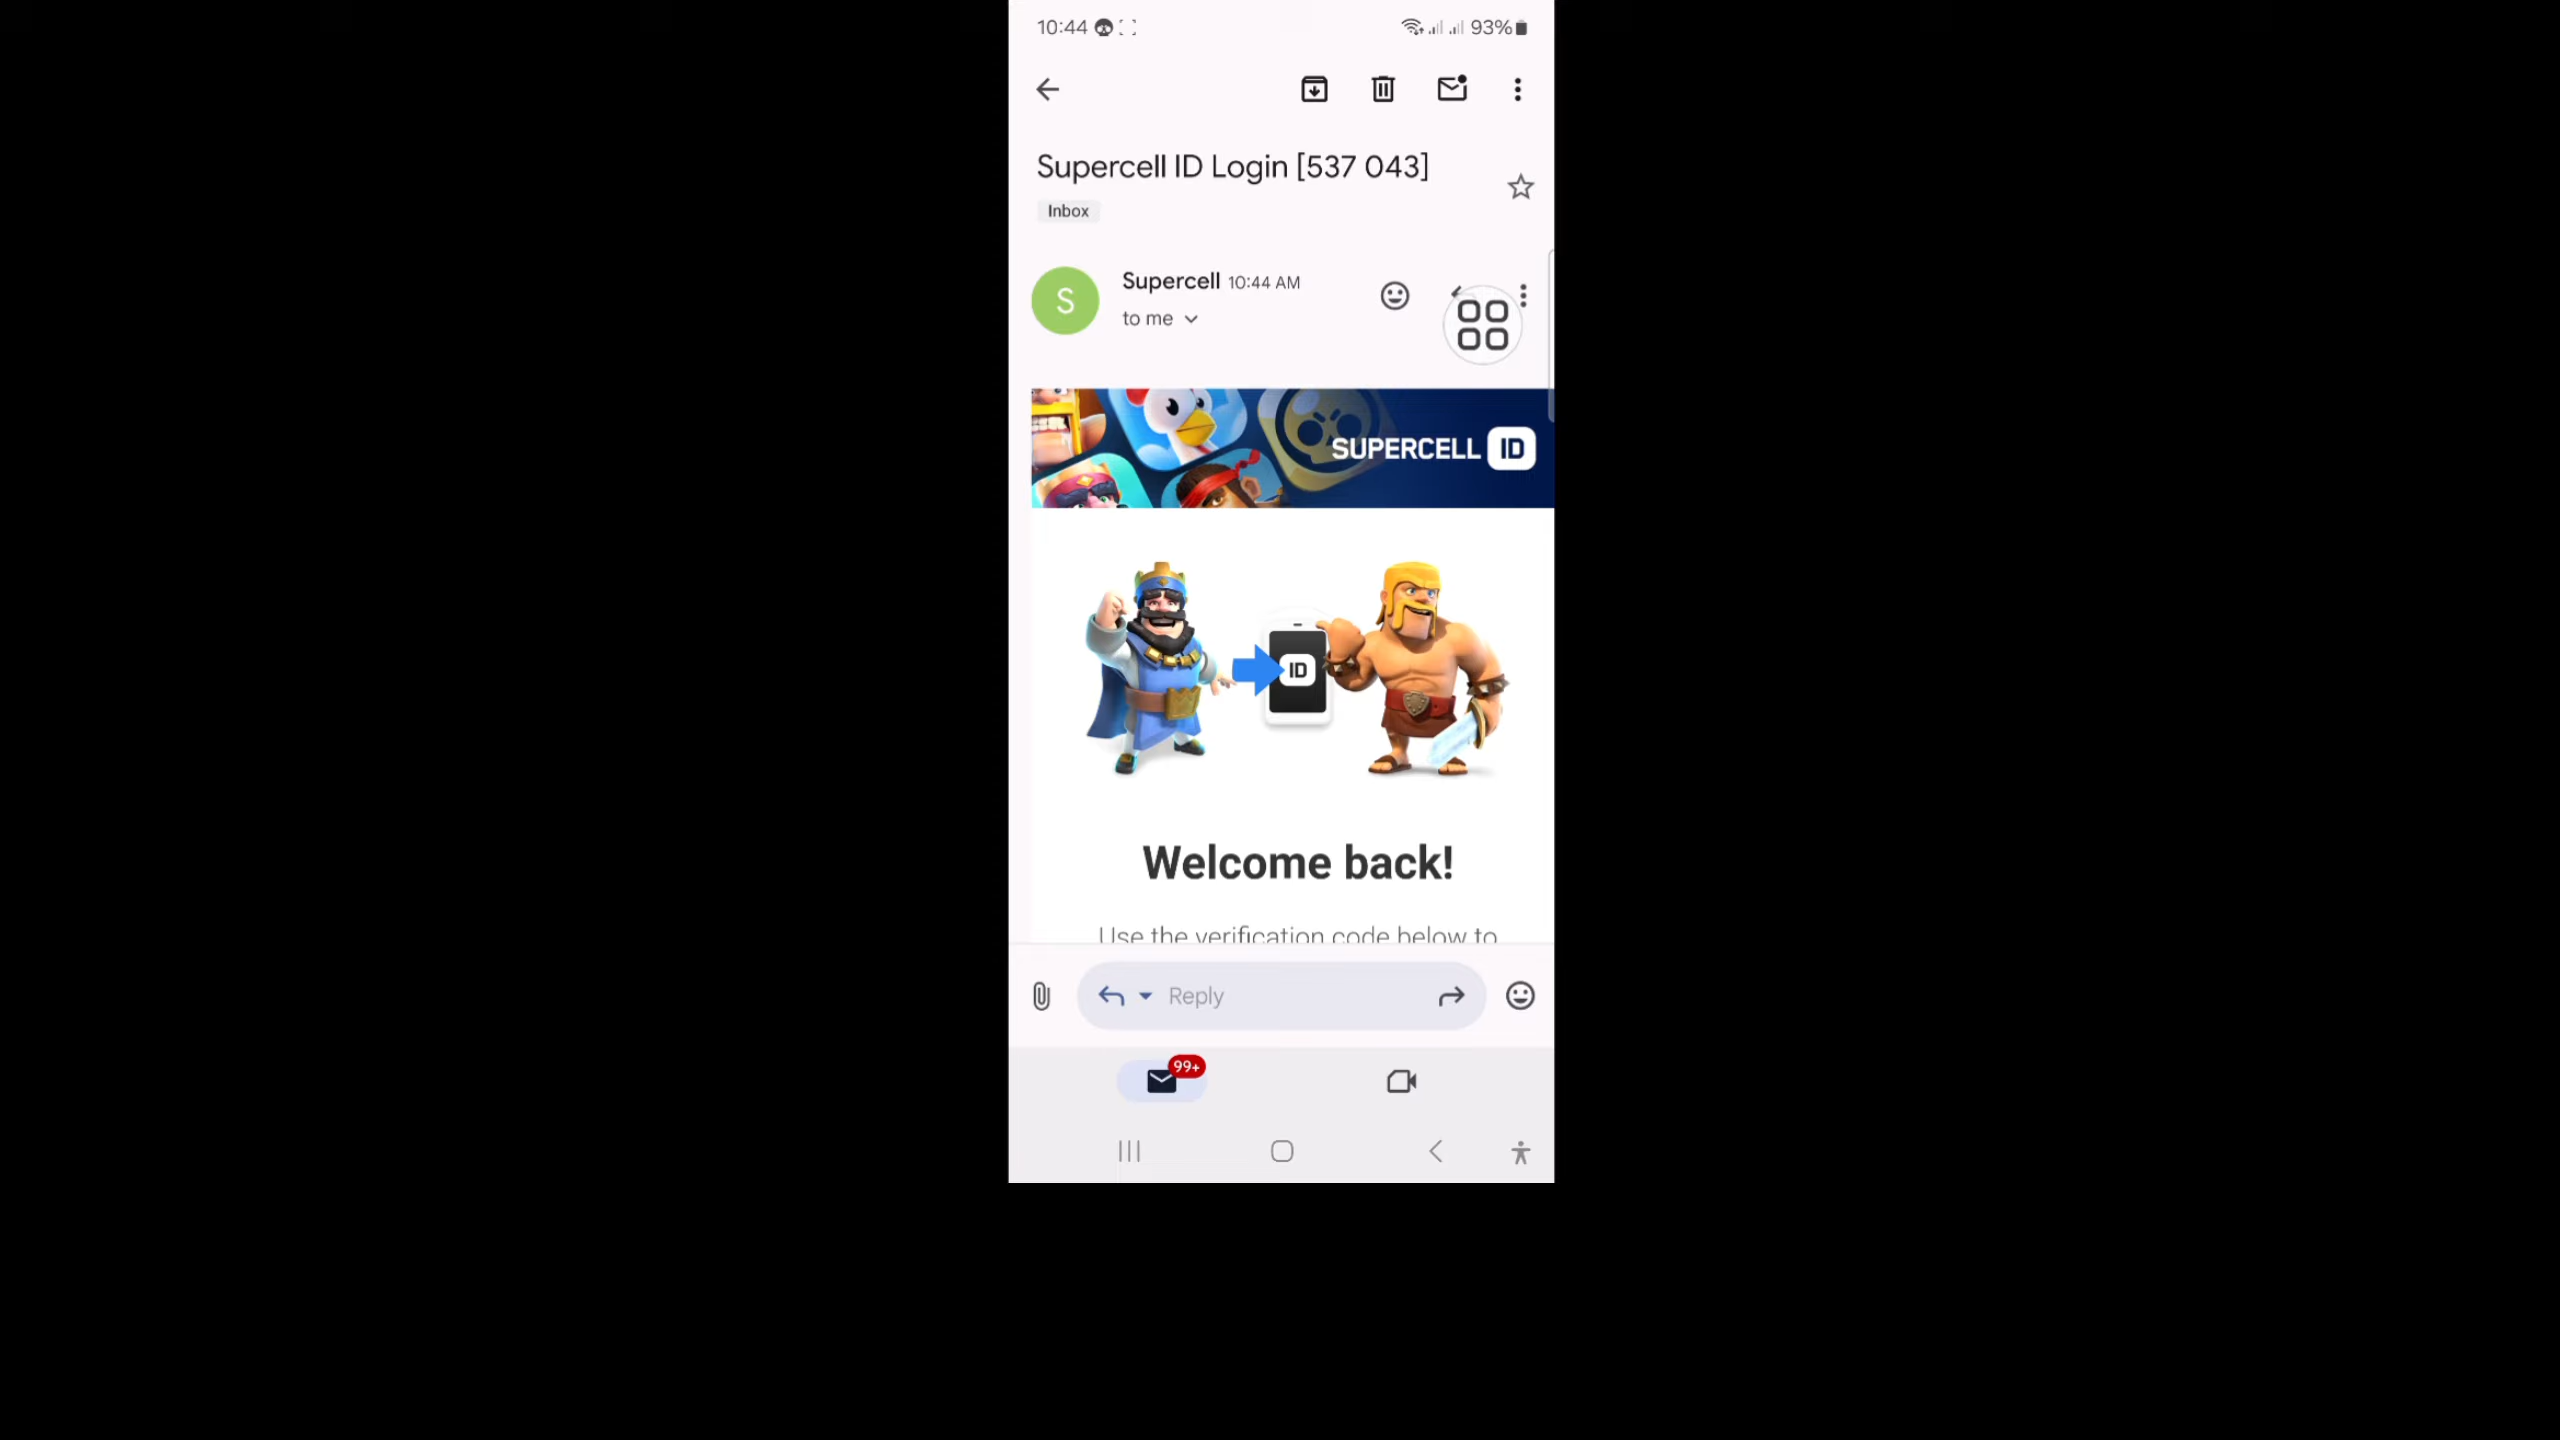 10:44
93%
Supercell ID Login [537 043]
Inbox
S
Supercell 10:44 AM
to me
SUPERCELL ID
ID
Welcome back!
Use the verification code below to
Reply
99+